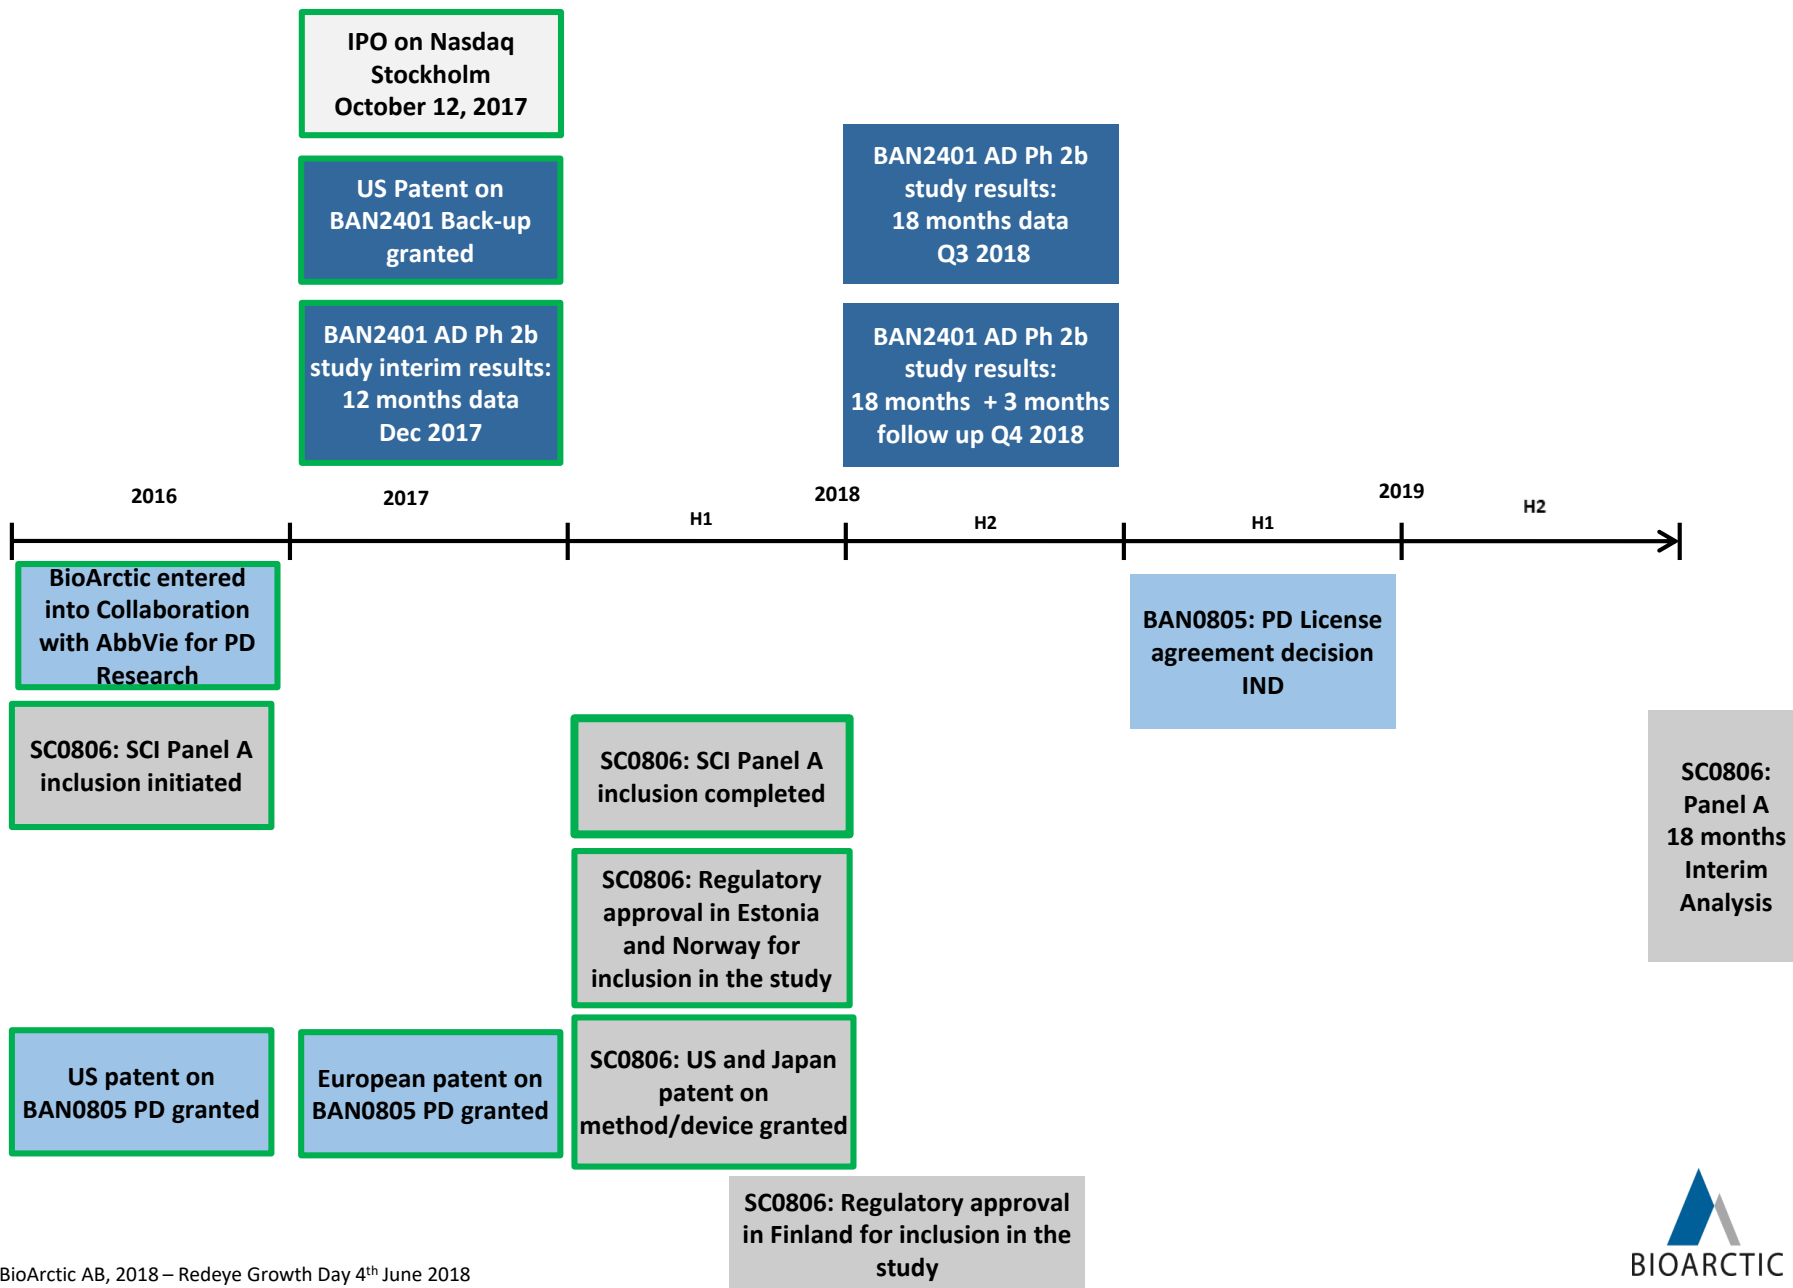 IPO on Nasdaq
Stockholm
October 12, 2017
US Patent on
BAN2401 Back-up
granted
BAN2401 AD Ph 2b
study interim results:
12 months data
Dec 2017
BAN2401 AD Ph 2b
study results:
18 months data
Q3 2018
BAN2401 AD Ph 2b
study results:
18 months + 3 months
follow up Q4 2018
2016
2017
2018
2019
H1
H2
H1
H2
BioArctic entered
into Collaboration
with AbbVie for PD
Research
SC0806: SCI Panel A
inclusion initiated
US patent on
BAN0805 PD granted
European patent on
BAN0805 PD granted
SC0806: SCI Panel A
inclusion completed
SC0806: Regulatory
approval in Estonia
and Norway for
inclusion in the study
SC0806: US and Japan
patent on
method/device granted
SC0806: Regulatory approval
in Finland for inclusion in the
study
BAN0805: PD License
agreement decision
IND
SC0806:
Panel A
18 months
Interim
Analysis
BioArctic AB, 2018 – Redeye Growth Day 4th June 2018
BIOARCTIC